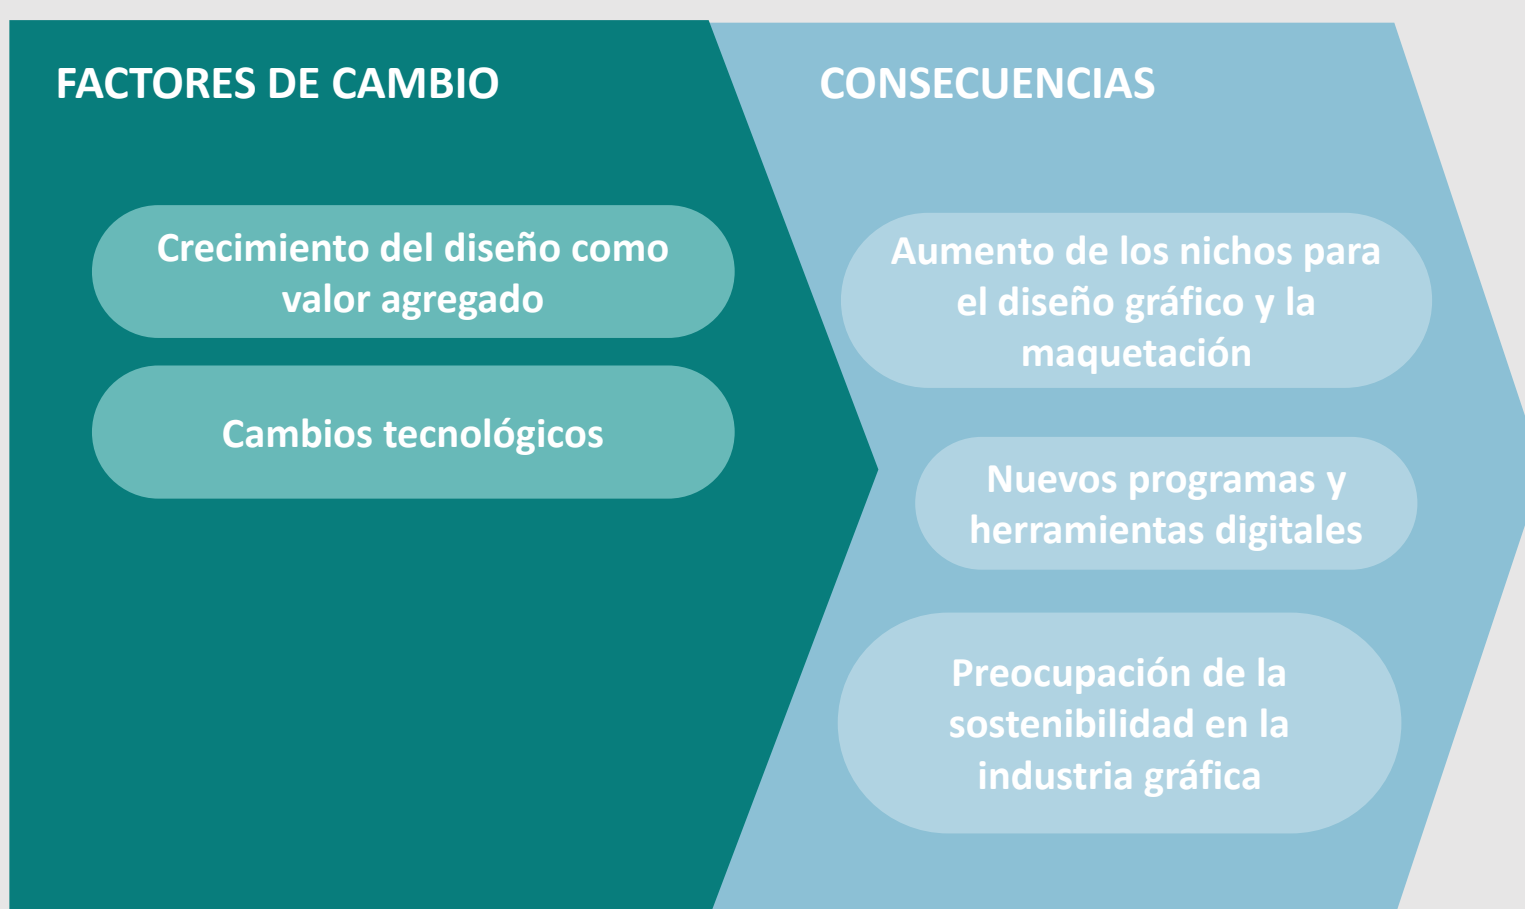 FACTORES DE CAMBIO
Crecimiento del diseño como
valor agregado
Cambios tecnológicos
CONSECUENCIAS
Aumento de los nichos para
el diseño gráfico y la
maquetación
Nuevos programas y
herramientas digitales
Preocupación de la
sostenibilidad en la
industria gráfica